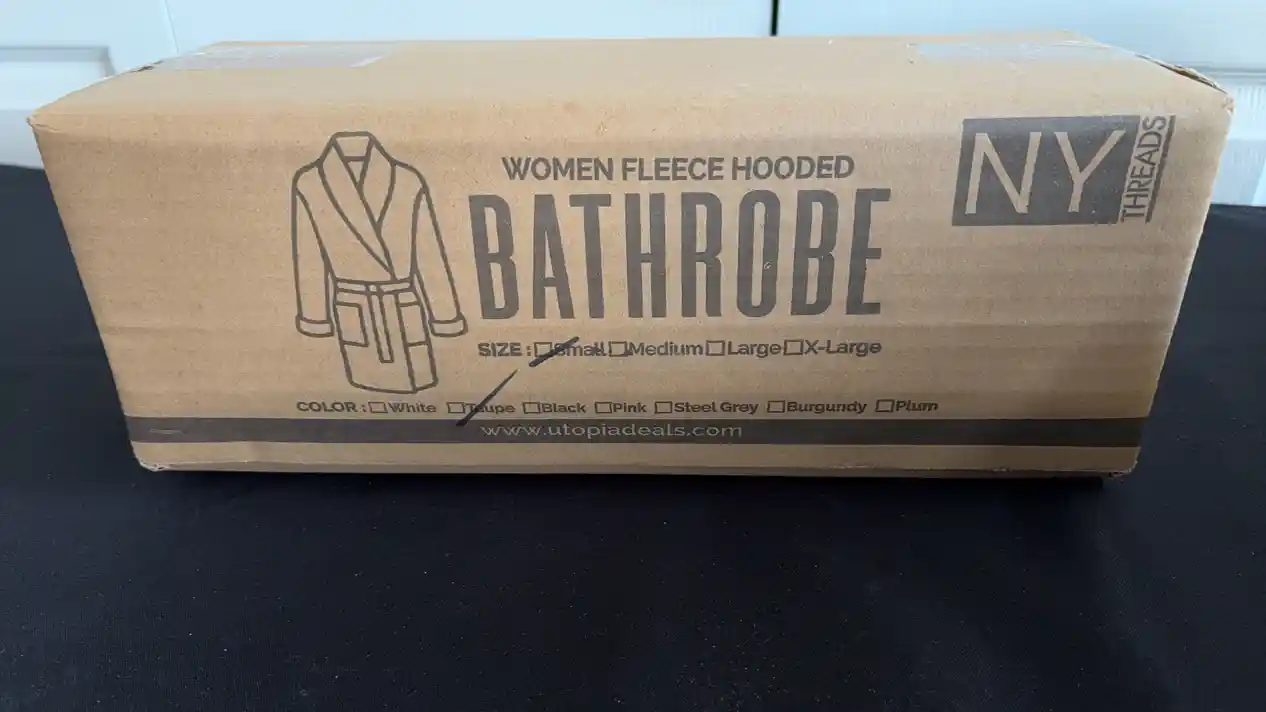 WOMEN FLEECE HOODED
BATHROBE
NY
THREADS
SIZE : Small Medium Large X-Large
COLOR : White Taupe Black Pink Steel Grey Burgundy Plum
www.utopiadeals.com